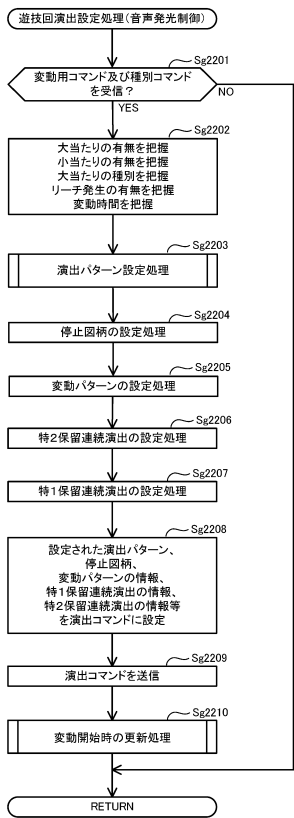 遊技回演出設定処理(音声発光制御)
Sg2201
変動用コマンド及び種別コマンド
を受信？
NO
YES
Sg2202
大当たりの有無を把握
小当たりの有無を把握
大当たりの種別を把握
リーチ発生の有無を把握
変動時間を把握
Sg2203
演出パターン設定処理
Sg2204
停止図柄の設定処理
Sg2205
変動パターンの設定処理
Sg2206
特２保留連続演出の設定処理
Sg2207
特１保留連続演出の設定処理
Sg2208
設定された演出パターン、
停止図柄、
変動パターンの情報、
特１保留連続演出の情報、
特２保留連続演出の情報等
を演出コマンドに設定
Sg2209
演出コマンドを送信
Sg2210
変動開始時の更新処理
RETURN